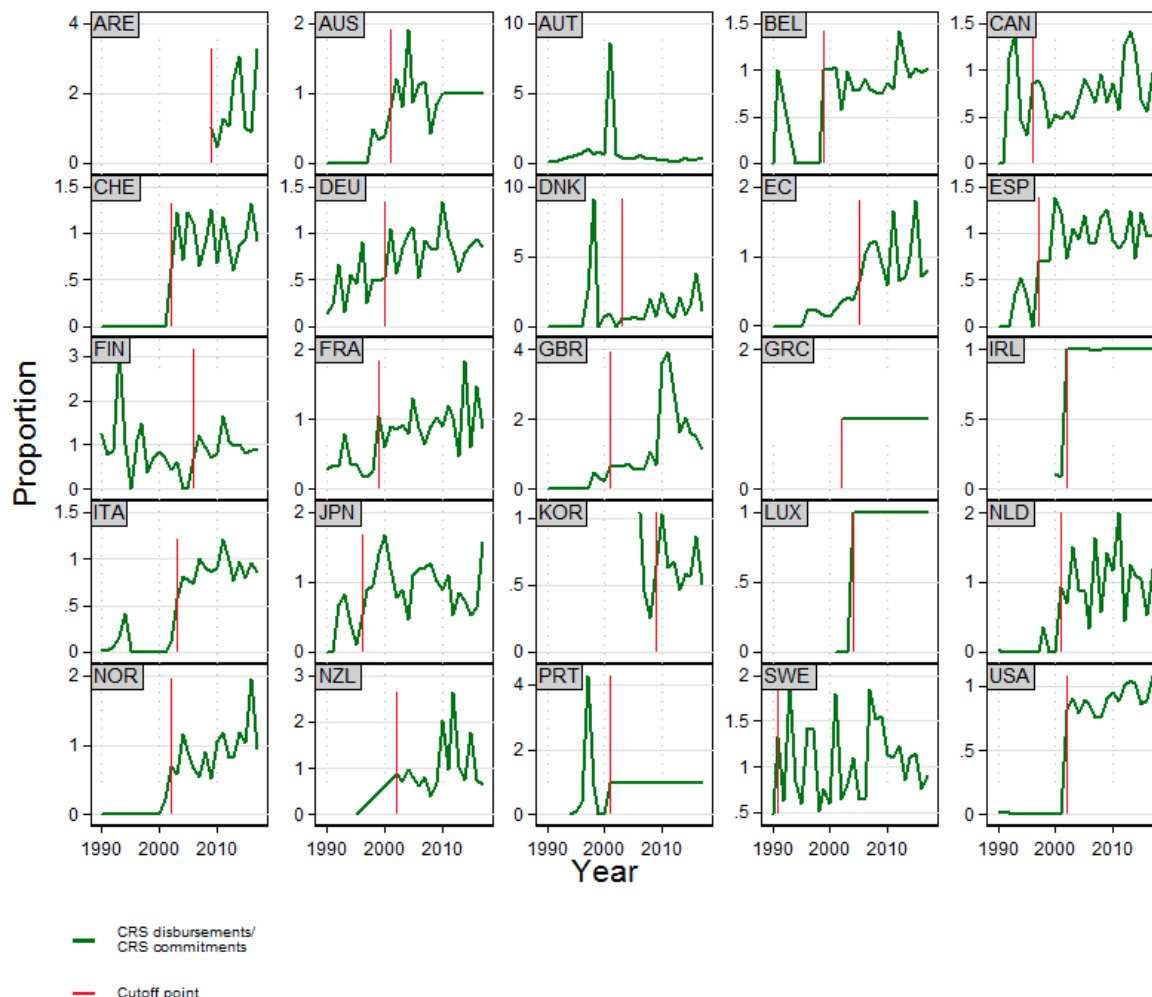 ARE AUS AUT BEL CAN
4 2 10 1.5 1.5
1.5 1 1
2 1 5
.5 .5 .5
0 0 0 0 0
CHE DEU DNK EC ESP
1.5 1.5 10 2 1.5
1 1 1
5 1
.5 .5 .5
0 0 0 0 0
FIN FRA GBR GRC IRL
3 2 4 2 1
2
1 2 .5
1
0 0 0 0 0
ITA JPN KOR LUX NLD
1.5 2 1 1 2
1
1 .5 .5 1
.5
0 0 0 0 0
NOR NZL PRT SWE USA
2 3 4 2 1
2 1.5
1 2 .5
1 1
0 0 0 .5 0
1990 2000 2010 1990 2000 2010 1990 2000 2010 1990 2000 2010 1990 2000 2010
Proportion
Year
CRS disbursements/
CRS commitments
Cutoff point